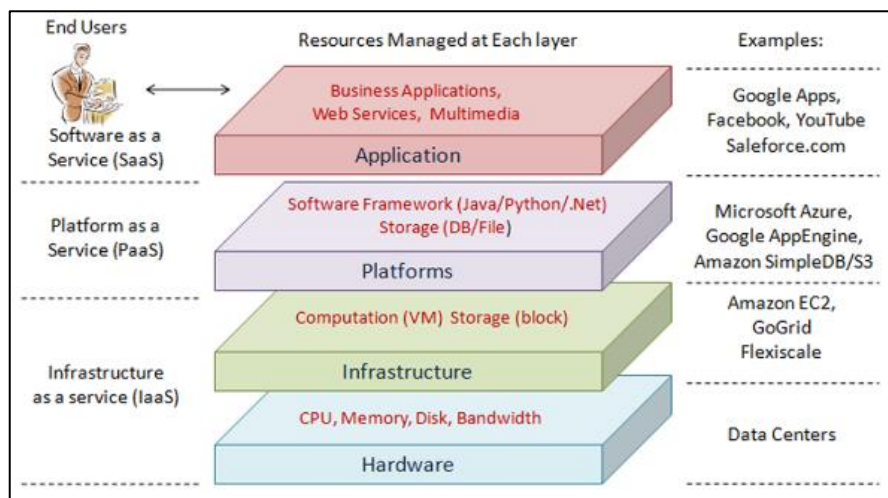 End Users
Resources Managed at Each layer
Examples:
Business Applications,
Web Services, Multimedia
Application
Software as a
Service (SaaS)
Google Apps,
Facebook, YouTube
Saleforce.com
Software Framework (Java/Python/.Net)
Storage (DB/File)
Platforms
Platform as a
Service (PaaS)
Microsoft Azure,
Google AppEngine,
Amazon SimpleDB/S3
Computation (VM) Storage (block)
Infrastructure
Amazon EC2,
GoGrid
Flexiscale
Infrastructure
as a service (IaaS)
CPU, Memory, Disk, Bandwidth
Hardware
Data Centers